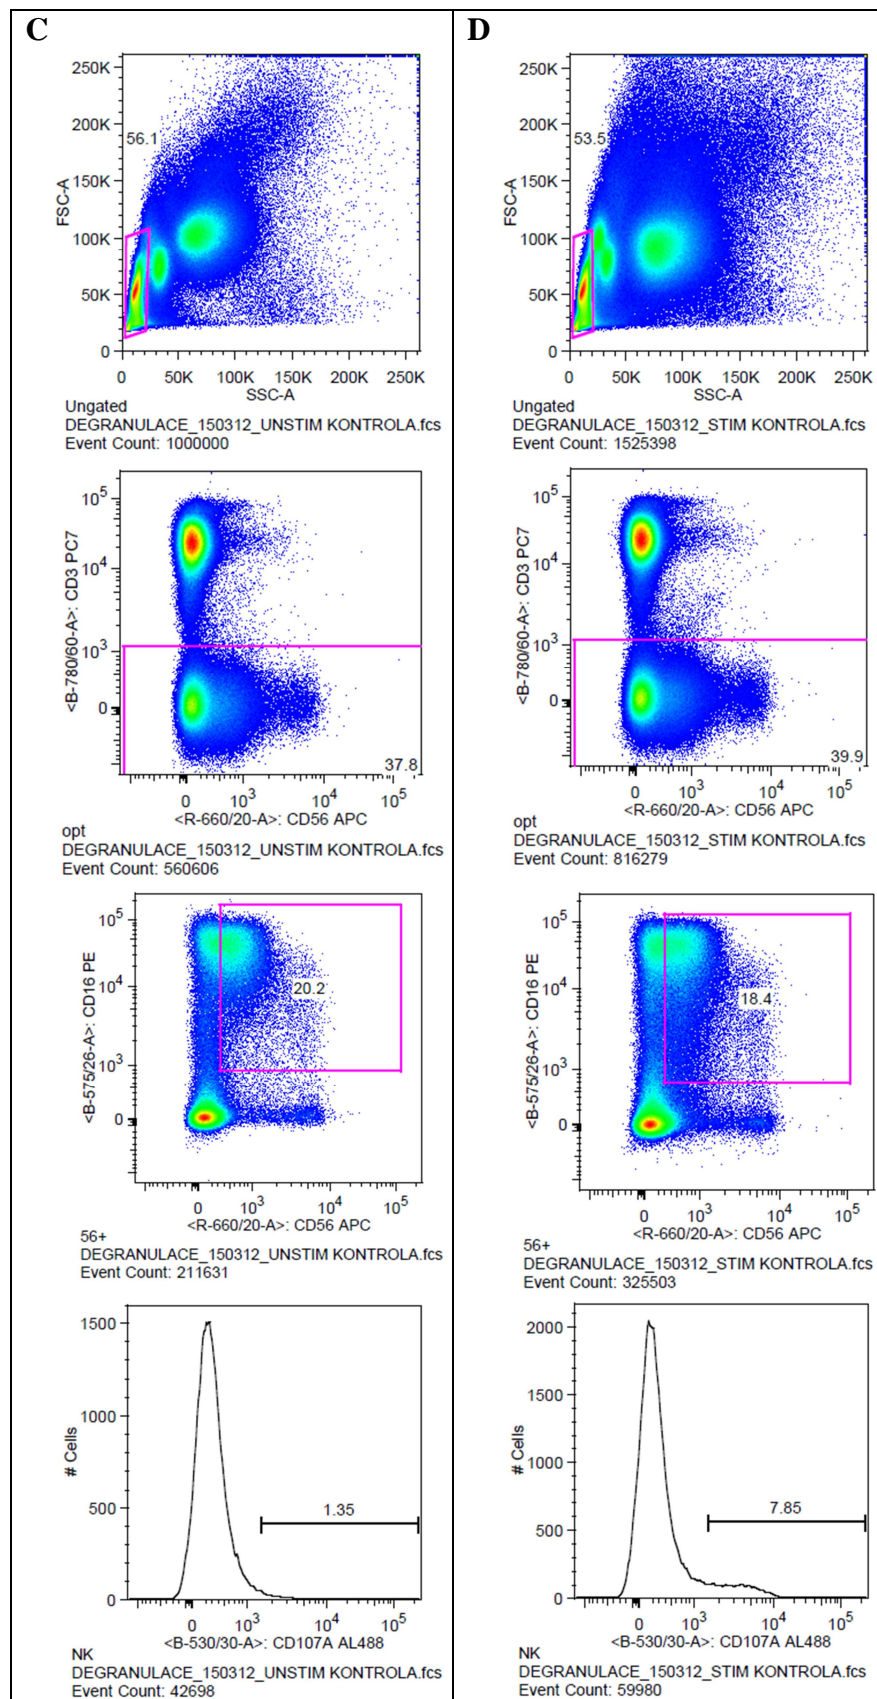 C
250K
200K
150K
100K
50K
0
FSC-A
56.1
0 50K 100K 150K 200K 250K
SSC-A
Ungated
DEGRANULACE_150312_UNSTIM KONTROLA.fcs
Event Count: 1000000
10^5
10^4
10^3
0
<B-780/60-A>: CD3 PC7
37.8
0 10^3 10^4 10^5
<R-660/20-A>: CD56 APC
opt
DEGRANULACE_150312_UNSTIM KONTROLA.fcs
Event Count: 560606
10^5
10^4
10^3
0
<B-575/26-A>: CD16 PE
20.2
0 10^3 10^4 10^5
<R-660/20-A>: CD56 APC
56+
DEGRANULACE_150312_UNSTIM KONTROLA.fcs
Event Count: 211631
1500
1000
500
0
# Cells
1.35
0 10^3 10^4 10^5
<B-530/30-A>: CD107A AL488
NK
DEGRANULACE_150312_UNSTIM KONTROLA.fcs
Event Count: 42698
D
250K
200K
150K
100K
50K
0
FSC-A
53.5
0 50K 100K 150K 200K 250K
SSC-A
Ungated
DEGRANULACE_150312_STIM KONTROLA.fcs
Event Count: 1525398
10^5
10^4
10^3
0
<B-780/60-A>: CD3 PC7
39.9
0 10^3 10^4 10^5
<R-660/20-A>: CD56 APC
opt
DEGRANULACE_150312_STIM KONTROLA.fcs
Event Count: 816279
10^5
10^4
10^3
0
<B-575/26-A>: CD16 PE
18.4
0 10^3 10^4 10^5
<R-660/20-A>: CD56 APC
56+
DEGRANULACE_150312_STIM KONTROLA.fcs
Event Count: 325503
2000
1500
1000
500
0
# Cells
7.85
0 10^3 10^4 10^5
<B-530/30-A>: CD107A AL488
NK
DEGRANULACE_150312_STIM KONTROLA.fcs
Event Count: 59980